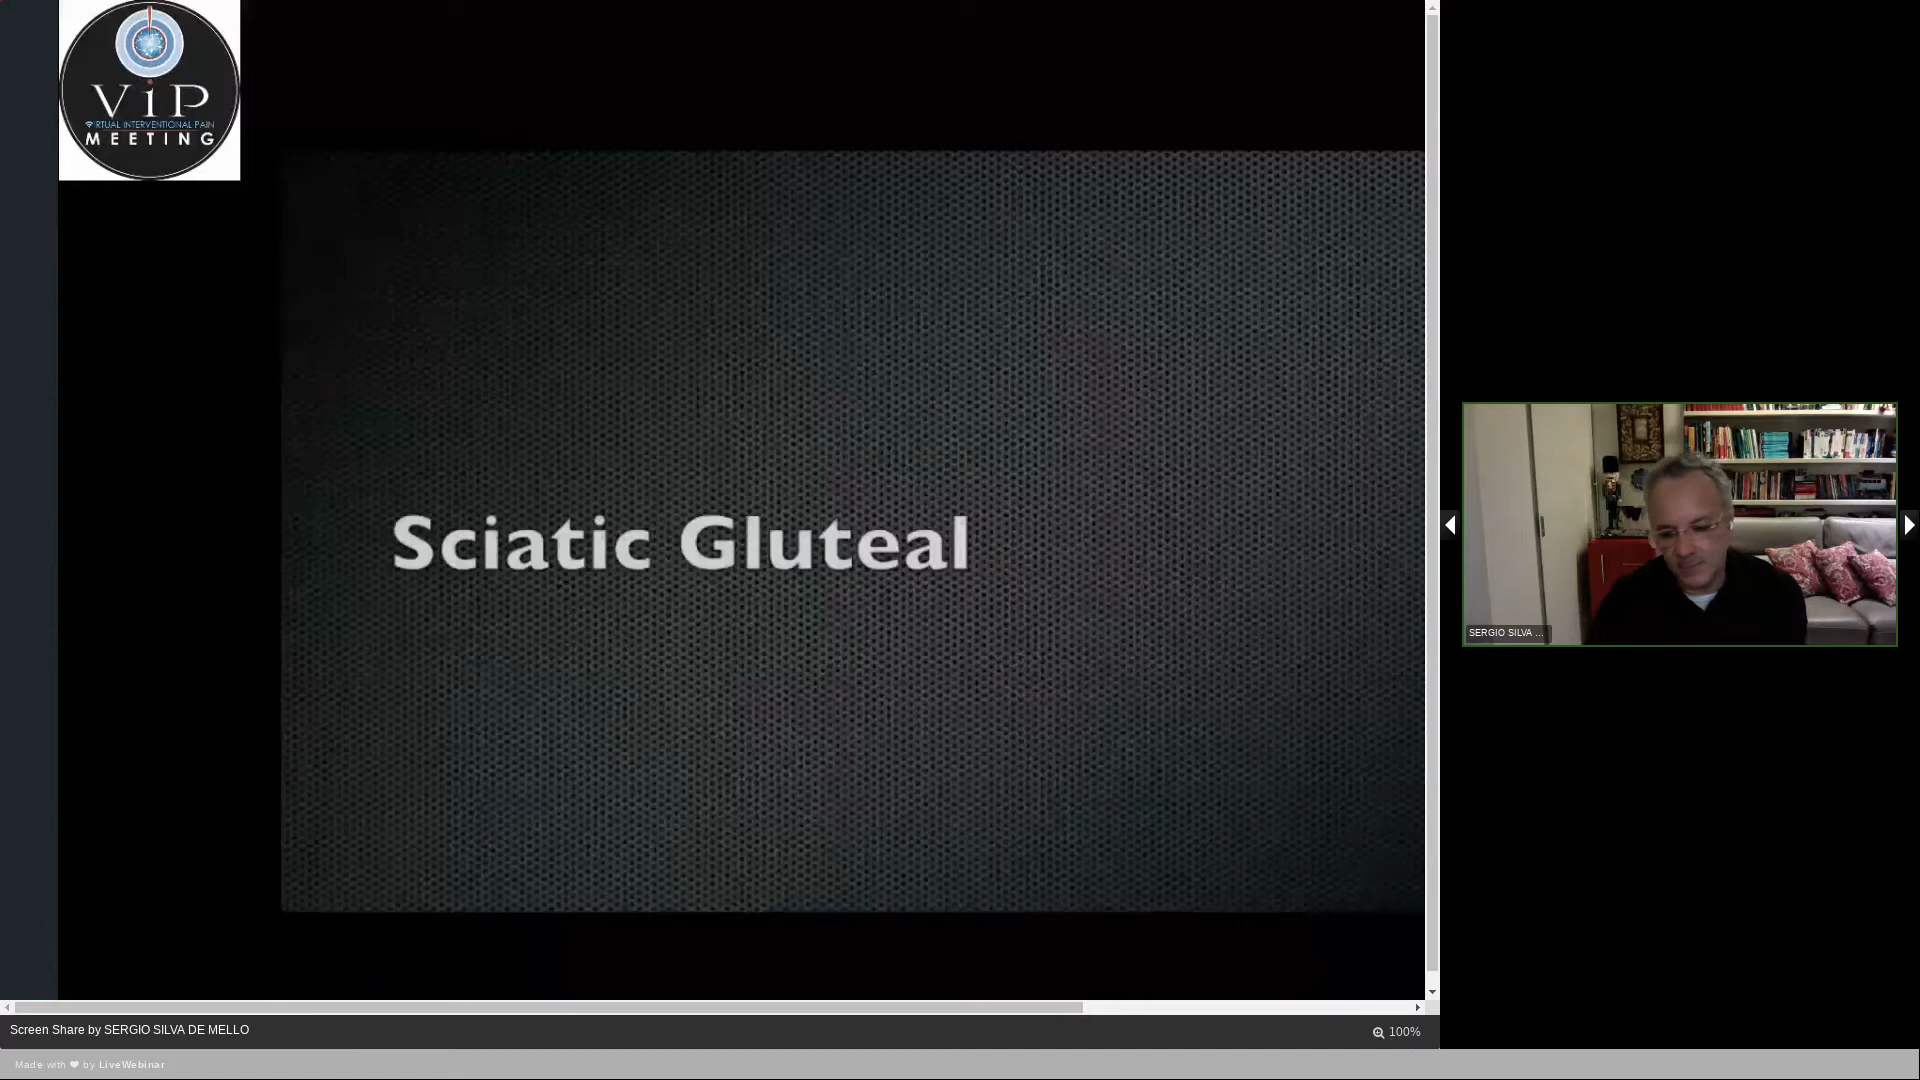 ViP
VIRTUAL INTERVENTIONAL PAIN
MEETING
Sciatic Gluteal
SERGIO SILVA ...
Screen Share by SERGIO SILVA DE MELLO
100%
Made with ❤ by LiveWebinar